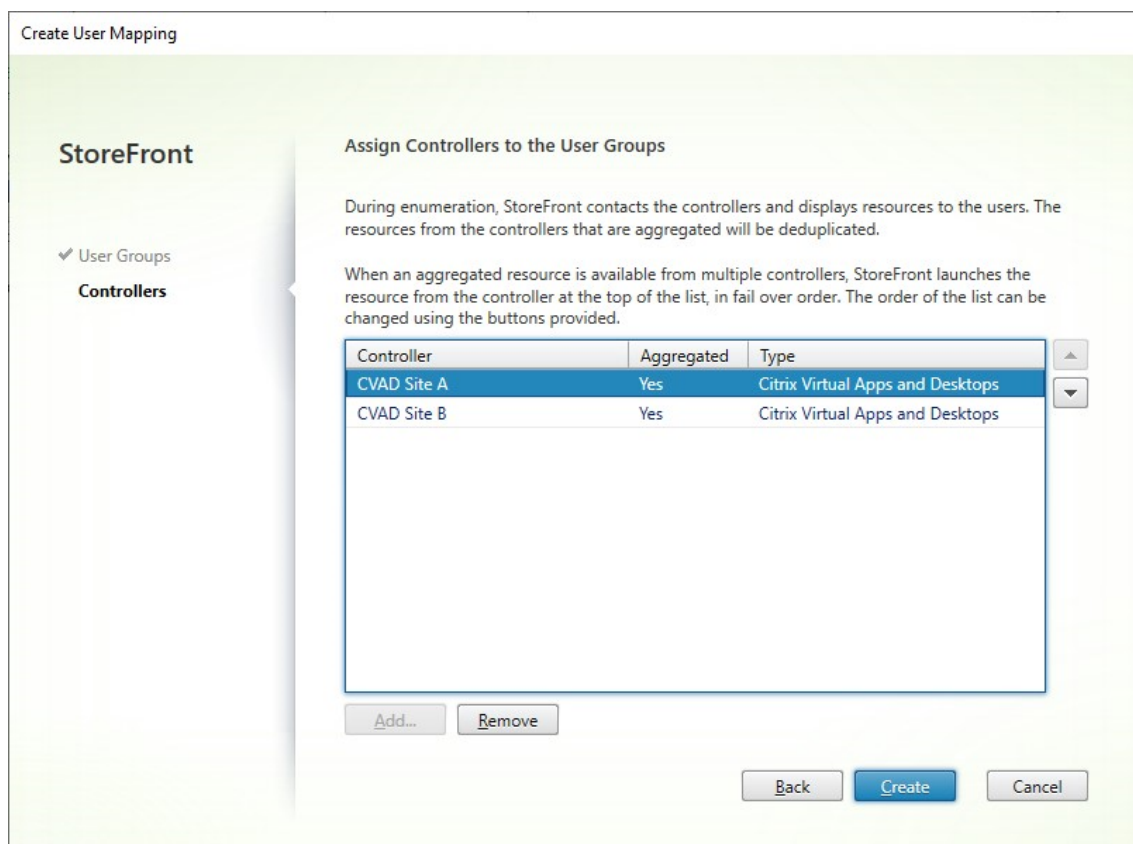 Create User Mapping
StoreFront
User Groups
Controllers
Assign Controllers to the User Groups
During enumeration, StoreFront contacts the controllers and displays resources to the users. The
resources from the controllers that are aggregated will be deduplicated.
When an aggregated resource is available from multiple controllers, StoreFront launches the
resource from the controller at the top of the list, in fail over order. The order of the list can be
changed using the buttons provided.
Controller Aggregated Type
CVAD Site A Yes Citrix Virtual Apps and Desktops
CVAD Site B Yes Citrix Virtual Apps and Desktops
Add... Remove
Back Create Cancel